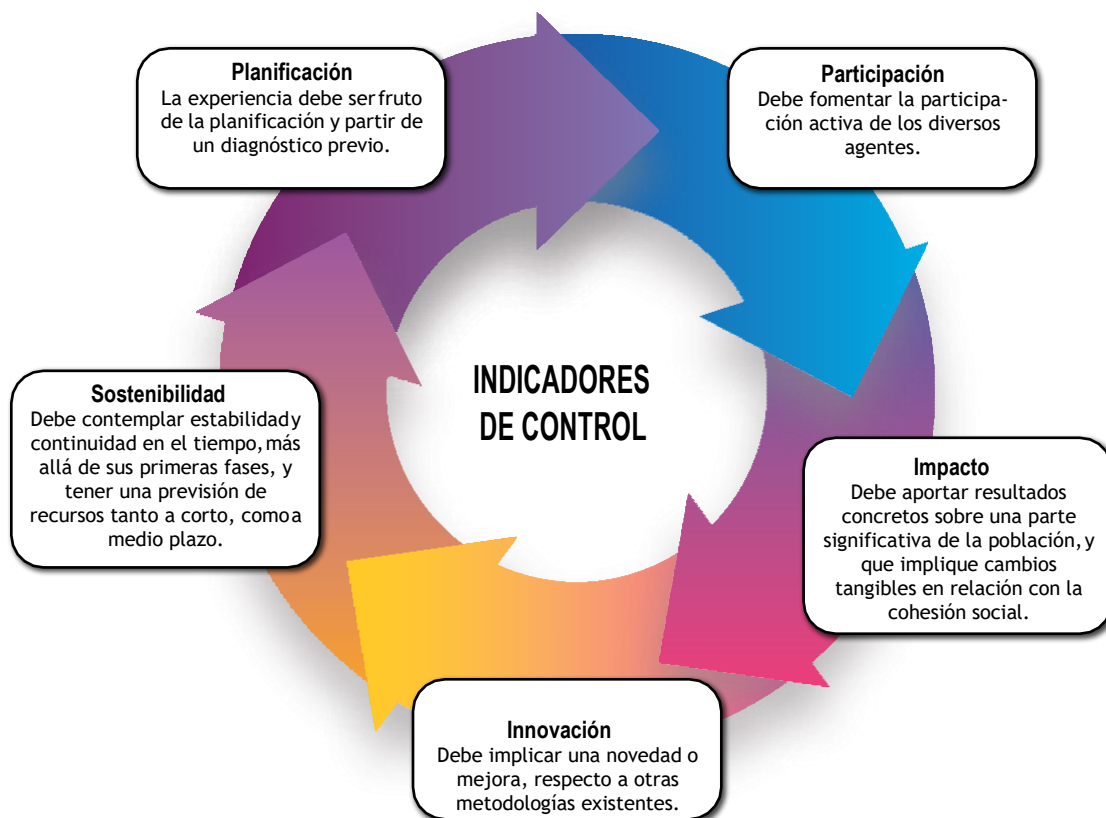 Planificación
La experiencia debe ser fruto
de la planificación y partir de
un diagnóstico previo.
Participación
Debe fomentar la participa-
ción activa de los diversos
agentes.
INDICADORES
DE CONTROL
Sostenibilidad
Debe contemplar estabilidad y
continuidad en el tiempo, más
allá de sus primeras fases, y
tener una previsión de
recursos tanto a corto, como a
medio plazo.
Impacto
Debe aportar resultados
concretos sobre una parte
significativa de la población, y
que implique cambios
tangibles en relación con la
cohesión social.
Innovación
Debe implicar una novedad o
mejora, respecto a otras
metodologías existentes.